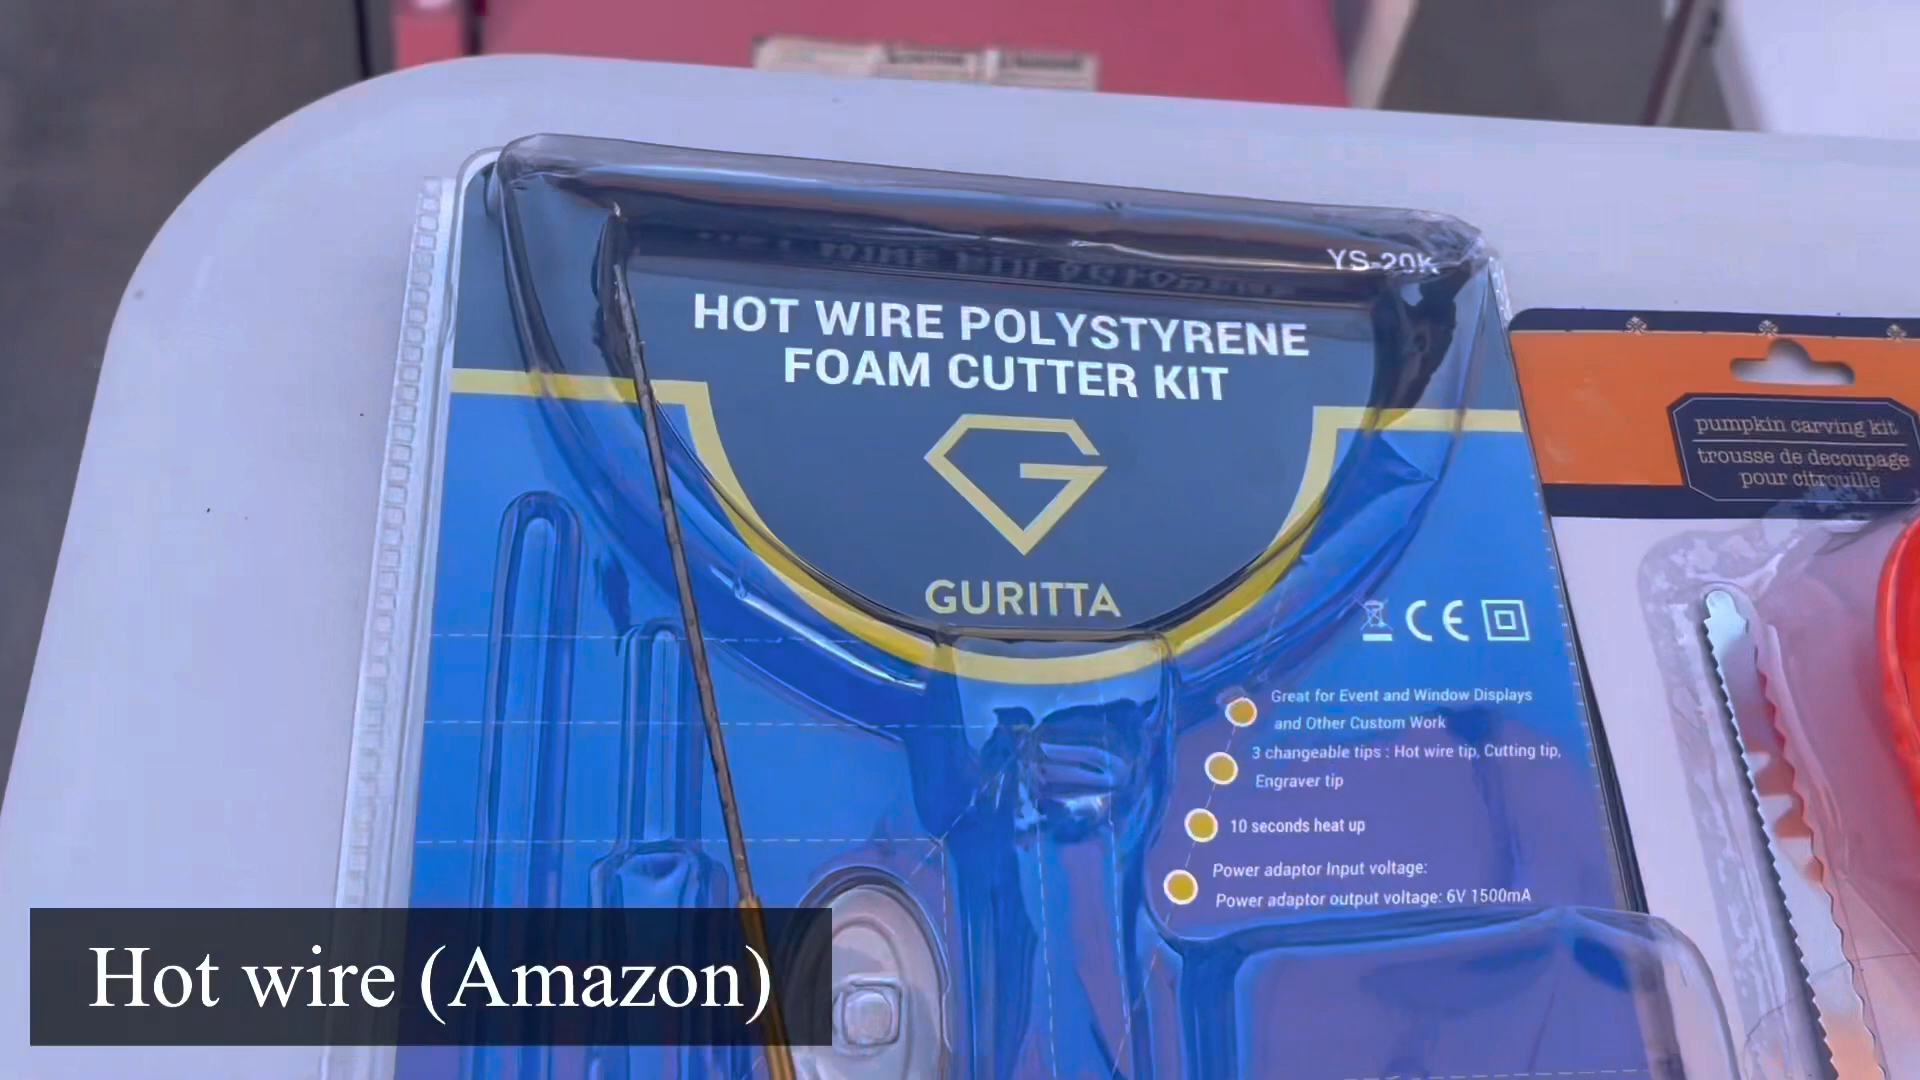 YS-20K
HOT WIRE POLYSTYRENE
FOAM CUTTER KIT
GURITTA
CE
Great for Event and Window Displays
and Other Custom Work
3 changeable tips : Hot wire tip, Cutting tip,
Engraver tip
10 seconds heat up
Power adaptor Input voltage:
Power adaptor output voltage: 6V 1500mA
pumpkin carving kit
trousse de decoupage
pour citrouille
Hot wire (Amazon)